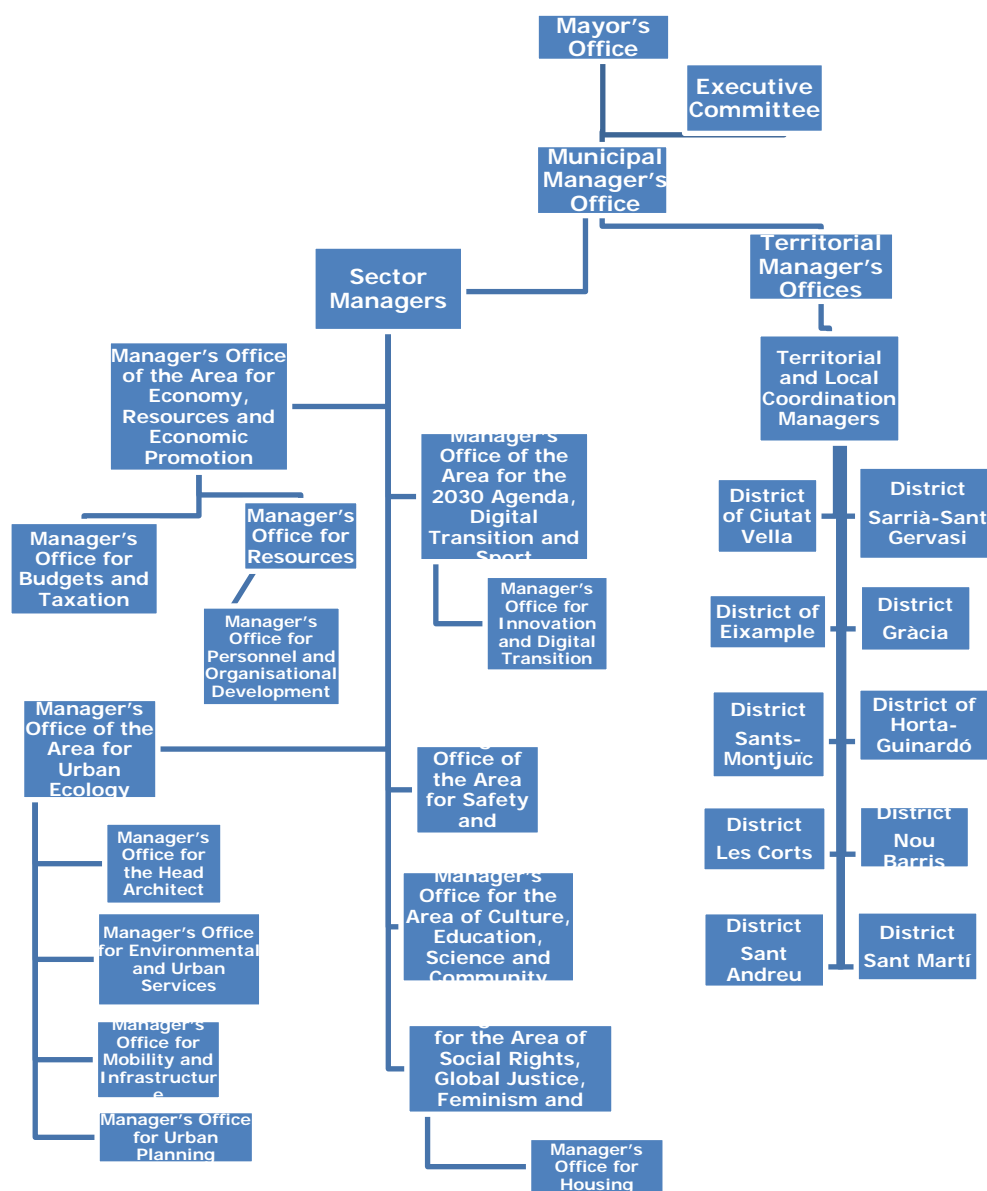 Mayor's
Office
Executive
Committee
Municipal
Manager's
Office
Sector
Managers
Territorial
Manager's
Offices
Manager's Office
of the Area for
Economy,
Resources and
Economic
Promotion
Territorial
and Local
Coordination
Managers
Manager's
Office of the
Area for the
2030 Agenda,
Digital
Transition and
Sport
Manager's
Office for
Budgets and
Taxation
Manager's
Office for
Resources
Manager's
Office for
Personnel and
Organisational
Development
Manager's
Office for
Innovation
and Digital
Transition
District
of Ciutat
Vella
District
Sarrià-Sant
Gervasi
District of
Eixample
District
Gràcia
District
Sants-
Montjuïc
District of
Horta-
Guinardó
District
Les Corts
District
Nou
Barris
District
Sant
Andreu
District
Sant Martí
Manager's
Office of the
Area for
Urban
Ecology
Office of
the Area
for Safety
and
Manager's
Office for
the Head
Architect
Manager's
Office for the
Area of Culture,
Education,
Science and
Community
Manager's Office
for Environmental
and Urban
Services
Manager's
Office for
Mobility and
Infrastructur
e
for the Area of
Social Rights,
Global Justice,
Feminism and
Manager's Office
for Urban
Planning
Manager's
Office for
Housing